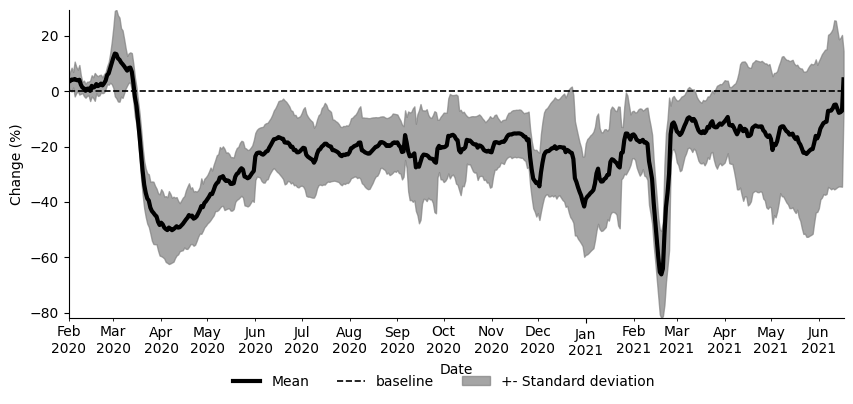 20
0
−20
−40
−60
−80
Change (%)
Feb Mar Apr May Jun Jul Aug Sep Oct Nov Dec Jan Feb Mar Apr May Jun
2020 2020 2020 2020 2020 2020 2020 2020 2020 2020 2020 2021 2021 2021 2021 2021 2021
Date
Mean baseline +- Standard deviation